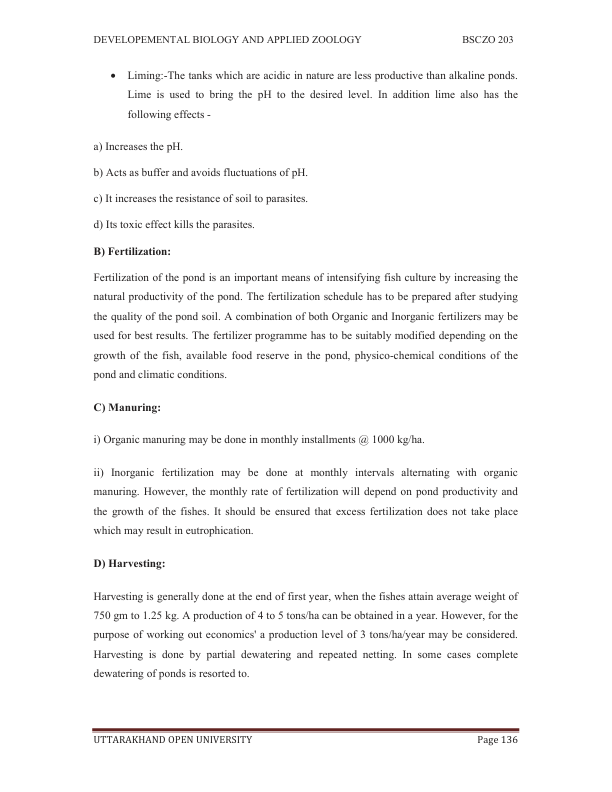 DEVELOPEMENTAL BIOLOGY AND APPLIED ZOOLOGY BSCZO 203
• Liming:-The tanks which are acidic in nature are less productive than alkaline ponds.
Lime is used to bring the pH to the desired level. In addition lime also has the
following effects -
a) Increases the pH.
b) Acts as buffer and avoids fluctuations of pH.
c) It increases the resistance of soil to parasites.
d) Its toxic effect kills the parasites.
B) Fertilization:
Fertilization of the pond is an important means of intensifying fish culture by increasing the
natural productivity of the pond. The fertilization schedule has to be prepared after studying
the quality of the pond soil. A combination of both Organic and Inorganic fertilizers may be
used for best results. The fertilizer programme has to be suitably modified depending on the
growth of the fish, available food reserve in the pond, physico-chemical conditions of the
pond and climatic conditions.
C) Manuring:
i) Organic manuring may be done in monthly installments @ 1000 kg/ha.
ii) Inorganic fertilization may be done at monthly intervals alternating with organic
manuring. However, the monthly rate of fertilization will depend on pond productivity and
the growth of the fishes. It should be ensured that excess fertilization does not take place
which may result in eutrophication.
D) Harvesting:
Harvesting is generally done at the end of first year, when the fishes attain average weight of
750 gm to 1.25 kg. A production of 4 to 5 tons/ha can be obtained in a year. However, for the
purpose of working out economics' a production level of 3 tons/ha/year may be considered.
Harvesting is done by partial dewatering and repeated netting. In some cases complete
dewatering of ponds is resorted to.
UTTARAKHAND OPEN UNIVERSITY Page 136